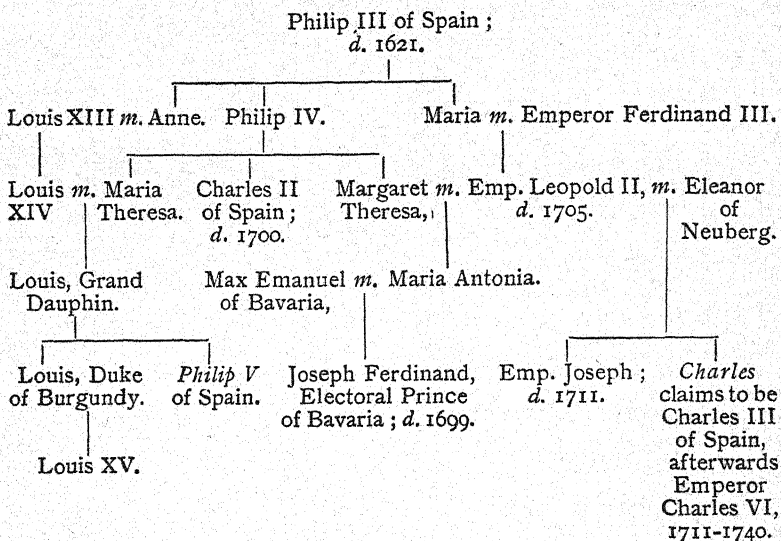 Philip III of Spain ;
d. 1621.
Louis XIII m. Anne. Philip IV. Maria m. Emperor Ferdinand III.
Louis m. Maria Charles II Margaret m. Emp. Leopold II, m. Eleanor
XIV Theresa. of Spain ; Theresa, d. 1705. of
d. 1700. Neuberg.
Louis, Grand Max Emanuel m. Maria Antonia.
Dauphin. of Bavaria,
Louis, Duke Philip V Joseph Ferdinand, Emp. Joseph ; Charles
of Burgundy. of Spain. Electoral Prince d. 1711. claims to be
of Bavaria ; d. 1699. Charles III
Louis XV. of Spain,
afterwards
Emperor
Charles VI,
1711-1740.